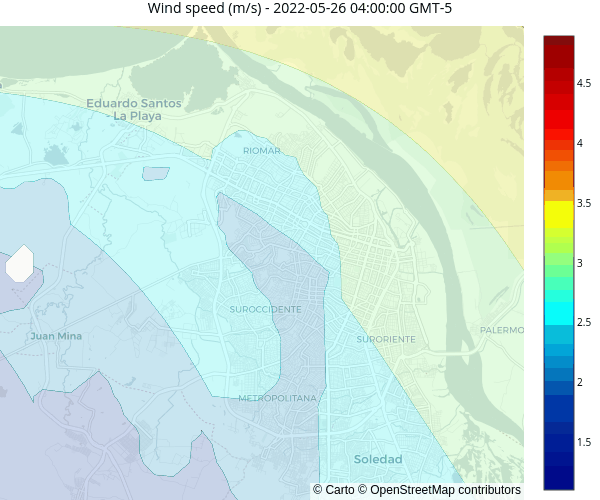 Wind speed (m/s) - 2022-05-26 04:00:00 GMT-5
Eduardo Santos
- La Playa
RIOMAR
SUROCCIDENTE
PALERMO
Juan Mina
SURORIENTE
METROPOLITANA
Soledad
© Carto © OpenStreetMap contributors
4.5
4
3.5
3
2.5
2
1.5